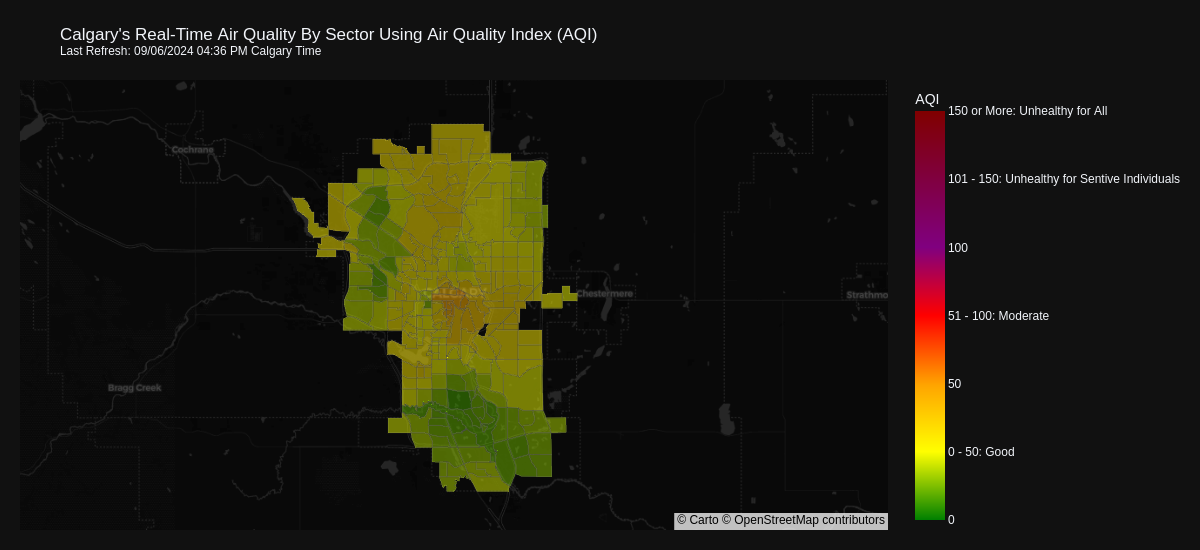 Calgary's Real-Time Air Quality By Sector Using Air Quality Index (AQI)
Last Refresh: 09/06/2024 04:36 PM Calgary Time
AQI
150 or More: Unhealthy for All
Cochrane
101 - 150: Unhealthy for Sentive Individuals
100
CALGARY
Chestermere
Strathmo
51 - 100: Moderate
50
Bragg Creek
0 - 50: Good
0
© Carto © OpenStreetMap contributors